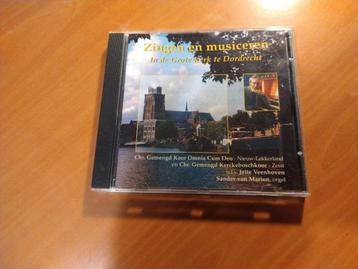 Zingen en musiceren
In de Grote Kerk te Dordrecht
Chr. Gemengd Koor Omnia Cum Deo - Nieuw-Lekkerland
en Chr. Gemengd Kerckeboschkoor - Zeist
o.l.v. Jelle Veenhoven
Sander van Marion, orgel